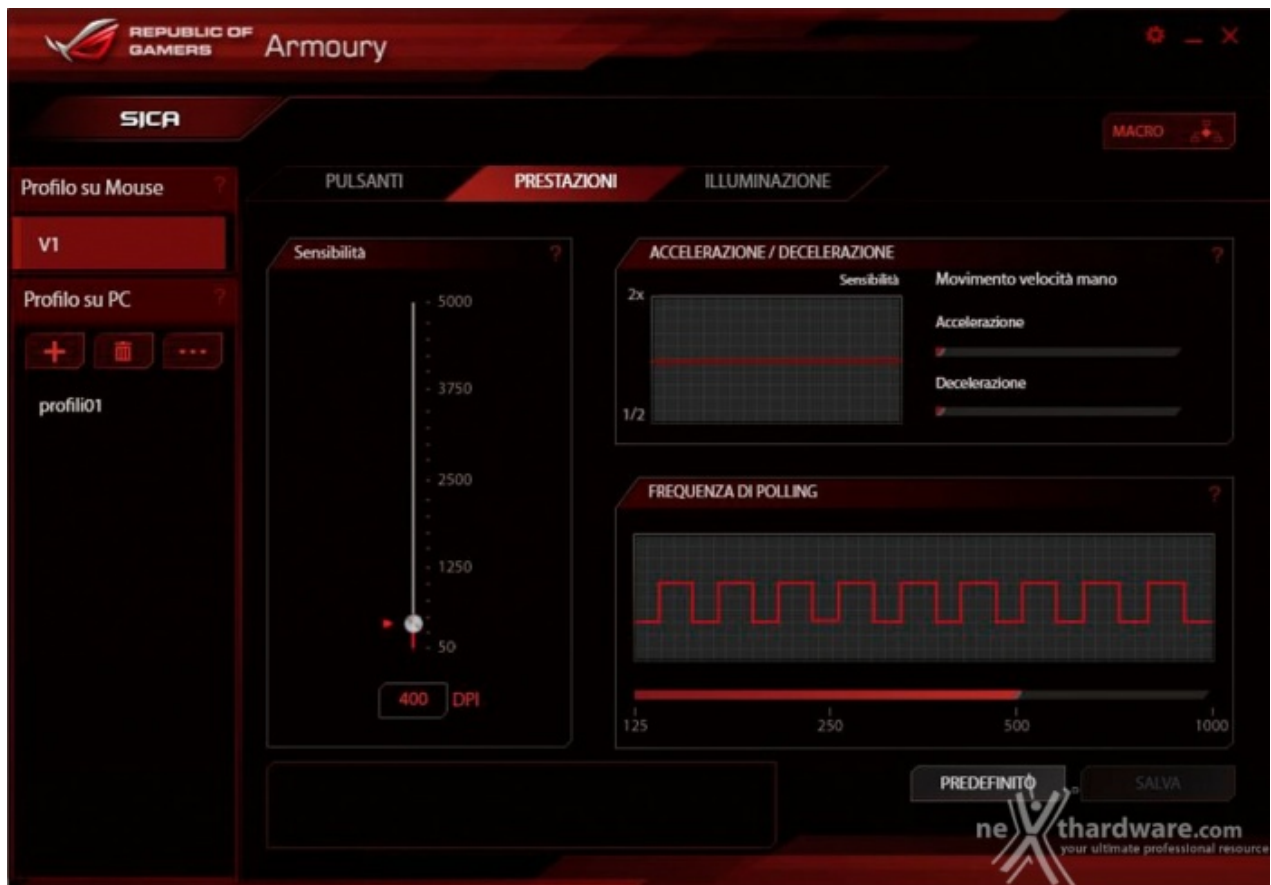 REPUBLIC OF
GAMERS
Armoury
SICA
MACRO
Profilo su Mouse ?
V1
Profilo su PC ?
profili01
PULSANTI
PRESTAZIONI
ILLUMINAZIONE
Sensibilità ?
5000
3750
2500
1250
50
400 DPI
ACCELERAZIONE / DECELERAZIONE ?
Sensibilità
2x
1/2
Movimento velocità mano
Accelerazione
Decelerazione
FREQUENZA DI POLLING ?
125 250 500 1000
PREDEFINITO
SALVA
nexthardware.com
your ultimate professional resource